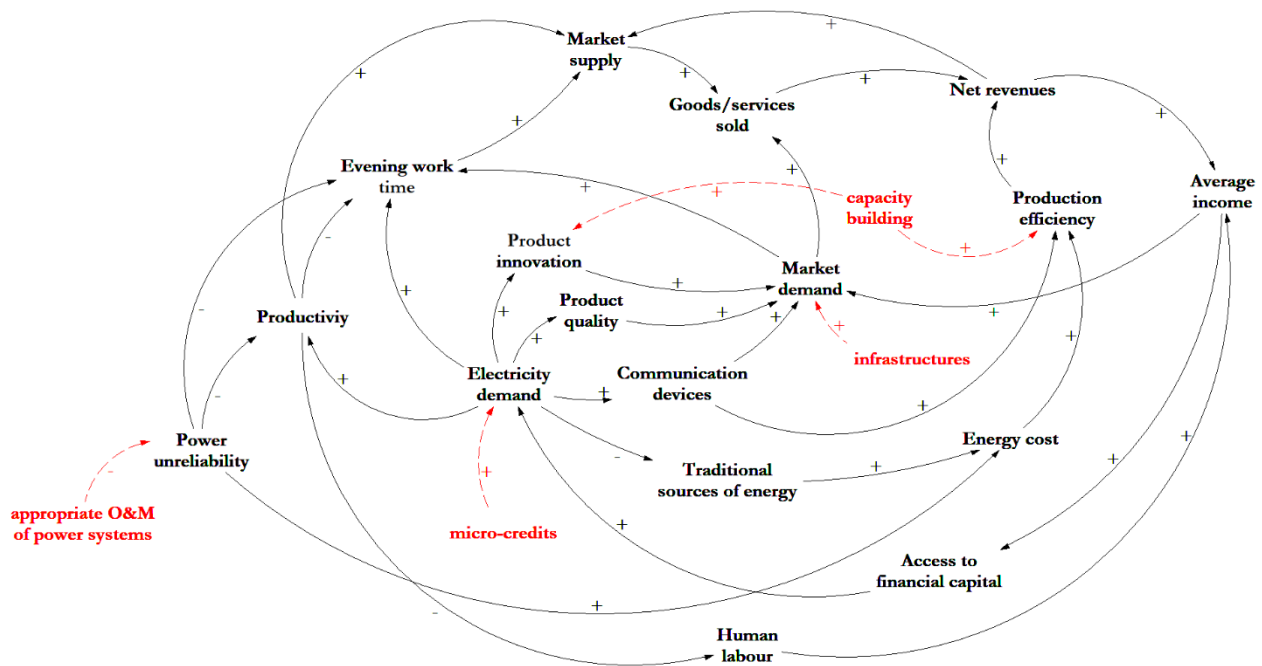 Market
supply
+
+
+
+
Goods/services
sold
Net revenues
+
+
Evening work
time
+
+
+
+
capacity
building
Production
efficiency
Average
income
-
Product
innovation
+
+
Market
demand
-
Productiviy
+
+
Product
quality
+
+
+
+
+
+
infrastructures
+
-
+
Electricity
demand
+
Communication
devices
+
Power
unreliability
-
-
+
Traditional
sources of energy
+
Energy cost
+
+
appropriate O&M
of power systems
micro-credits
+
Access to
financial capital
+
-
Human
labour